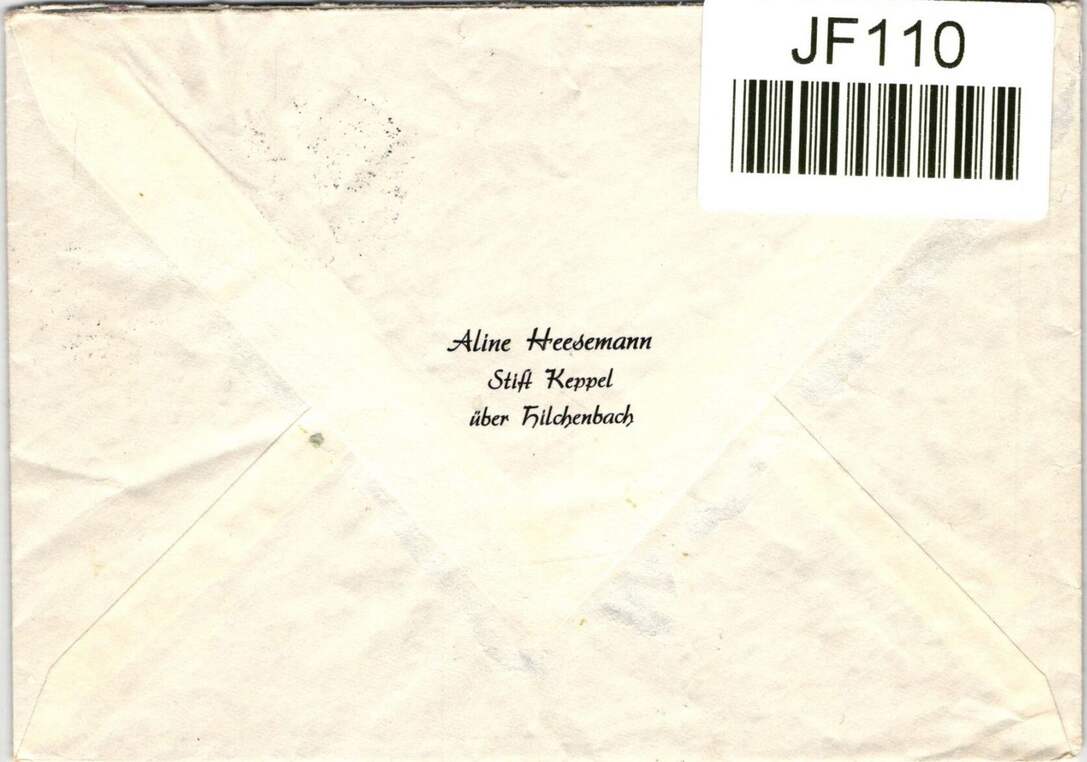 JF110
Aline Heesemann
Stift Keppel
über Hilchenbach